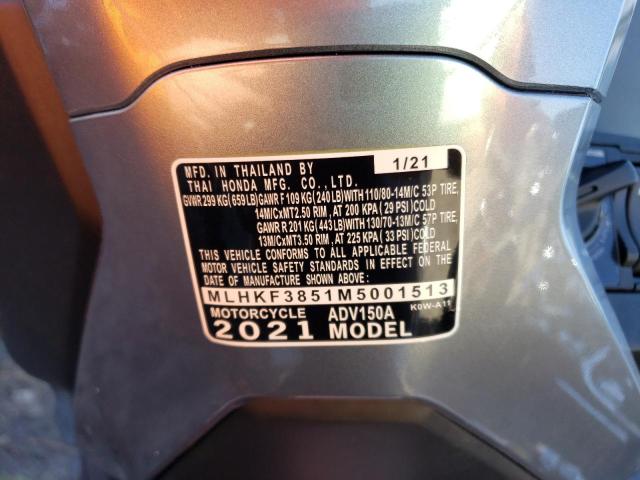 MFD. IN THAILAND BY 1/21
THAI HONDA MFG. CO., LTD.
GVWR 299 KG ( 659 LB) GAWR F 109 KG ( 240 LB) WITH 110/80-14M/C 53P TIRE,
14M/CxMT2.50 RIM, AT 200 KPA ( 29 PSI) COLD
GAWR R 201 KG ( 443 LB) WITH 130/70-13M/C 57P TIRE,
13M/CxMT3.50 RIM, AT 225 KPA ( 33 PSI) COLD
THIS VEHICLE CONFORMS TO ALL APPLICABLE FEDERAL
MOTOR VEHICLE SAFETY STANDARDS IN EFFECT ON THE
DATE OF MANUFACTURE SHOWN ABOVE.
MLHKF3851M5001513
MOTORCYCLE ADV150A K0W-A11
2021 MODEL